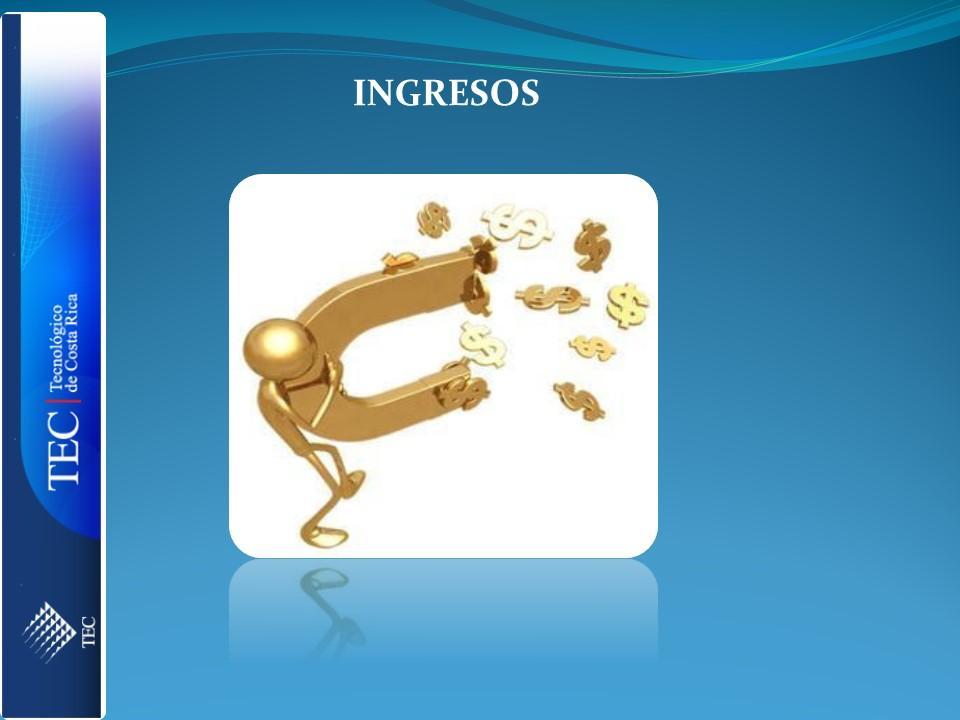 INGRESOS
TEC | Tecnológico
de Costa Rica
TEC